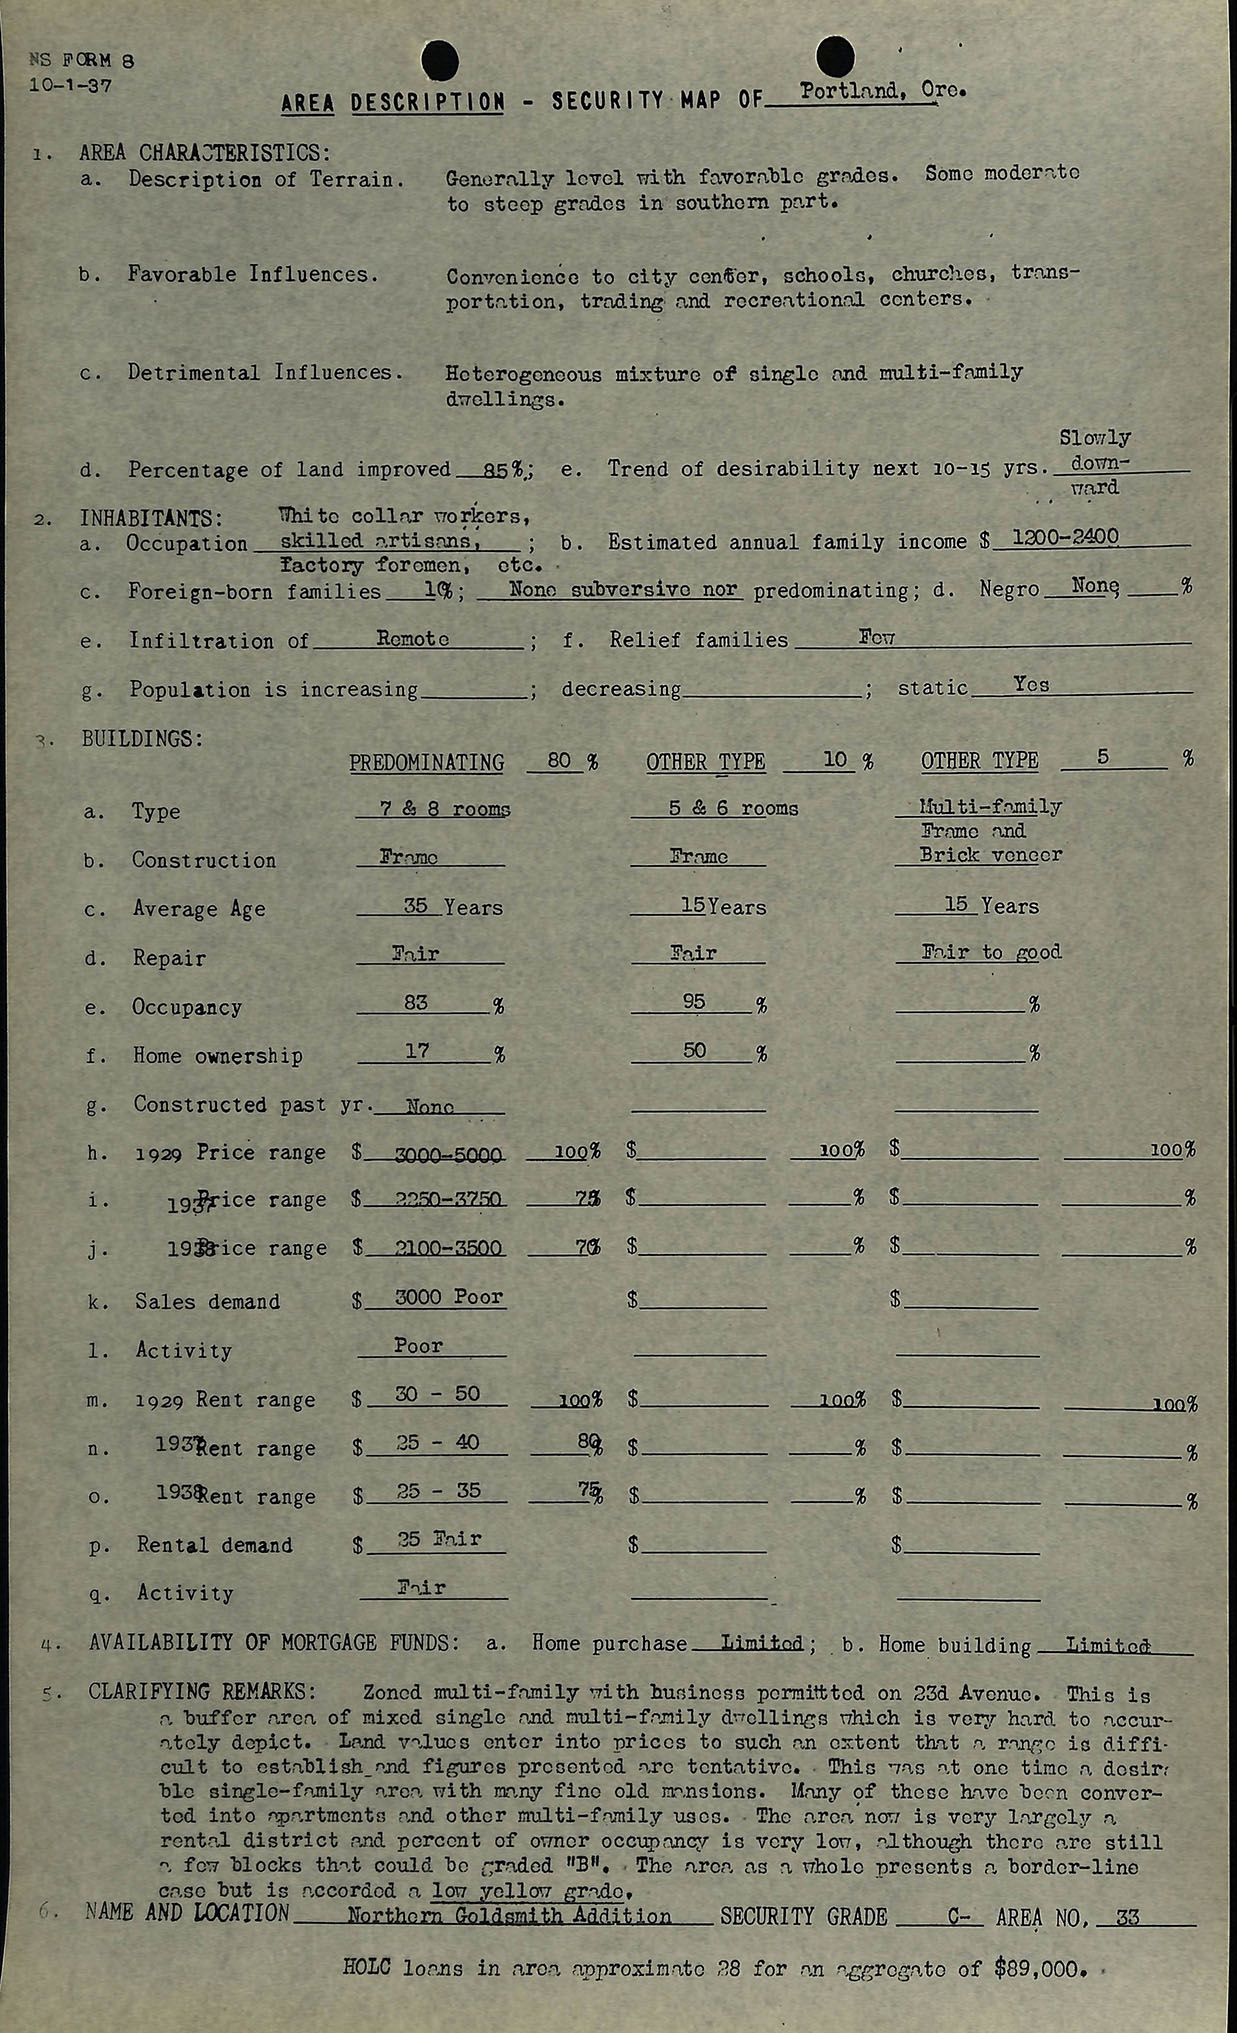 NS FORM 8
10-1-37
AREA DESCRIPTION - SECURITY MAP OF Portland, Ore.
1. AREA CHARACTERISTICS:
a. Description of Terrain. Generally level with favorable grades. Some moderate
to steep grades in southern part.
b. Favorable Influences. Convenience to city center, schools, churches, trans-
portation, trading and recreational centers.
c. Detrimental Influences. Heterogeneous mixture of single and multi-family
dwellings.
Slowly
d. Percentage of land improved 85%; e. Trend of desirability next 10-15 yrs. down-
ward
2. INHABITANTS: White collar workers,
a. Occupation skilled artisans, ; b. Estimated annual family income $ 1200-2400
factory foremen, etc.
c. Foreign-born families 10%; None subversive nor predominating; d. Negro None %
e. Infiltration of Remote ; f. Relief families Few
g. Population is increasing ; decreasing ; static Yes
3. BUILDINGS:
PREDOMINATING 80 % OTHER TYPE 10 % OTHER TYPE 5 %
a. Type 7 & 8 rooms 5 & 6 rooms Multi-family
Frame and
b. Construction Frame Frame Brick veneer
c. Average Age 35 Years 15 Years 15 Years
d. Repair Fair Fair Fair to good
e. Occupancy 83 % 95 % %
f. Home ownership 17 % 50 % %
g. Constructed past yr. None
h. 1929 Price range $ 3000-5000 100% $ 100% $ 100%
i. 1937 Price range $ 2250-3750 75% $ % $ %
j. 1938 Price range $ 2100-3500 70% $ % $ %
k. Sales demand $ 3000 Poor $ $
l. Activity Poor
m. 1929 Rent range $ 30 - 50 100% $ 100% $ 100%
n. 1937 Rent range $ 25 - 40 80% $ % $ %
o. 1938 Rent range $ 25 - 35 75% $ % $ %
p. Rental demand $ 25 Fair $ $
q. Activity Fair
4. AVAILABILITY OF MORTGAGE FUNDS: a. Home purchase Limited; b. Home building Limited
5. CLARIFYING REMARKS: Zoned multi-family with business permittted on 23d Avenue. This is
a buffer area of mixed single and multi-family dwellings which is very hard to accur-
ately depict. Land values enter into prices to such an extent that a range is diffi-
cult to establish and figures presented are tentative. This was at one time a desira
ble single-family area with many fine old mansions. Many of these have been conver-
ted into apartments and other multi-family uses. The area now is very largely a
rental district and percent of owner occupancy is very low, although there are still
a few blocks that could be graded "B". The area as a whole presents a border-line
case but is accorded a low yellow grade.
6. NAME AND LOCATION Northern Goldsmith Addition SECURITY GRADE C- AREA NO. 33
HOLC loans in area approximate 28 for an aggregate of $89,000.